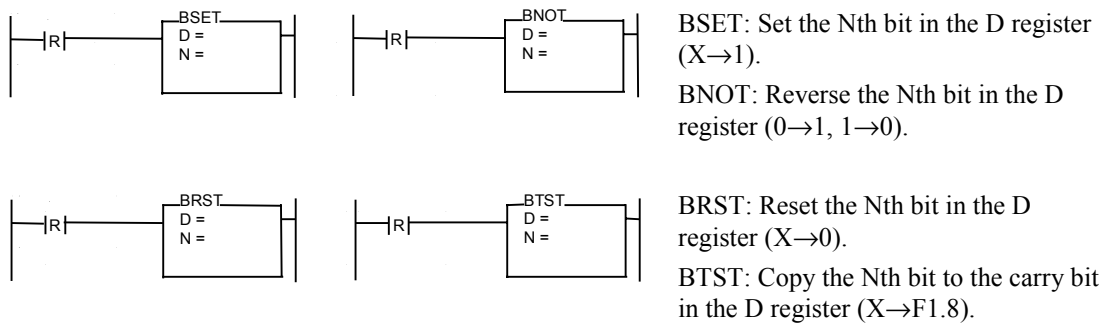 R
BSET
D =
N =
R
BNOT
D =
N =
BSET: Set the Nth bit in the D register
(X→1).
BNOT: Reverse the Nth bit in the D
register (0→1, 1→0).
R
BRST
D =
N =
R
BTST
D =
N =
BRST: Reset the Nth bit in the D
register (X→0).
BTST: Copy the Nth bit to the carry bit
in the D register (X→F1.8).